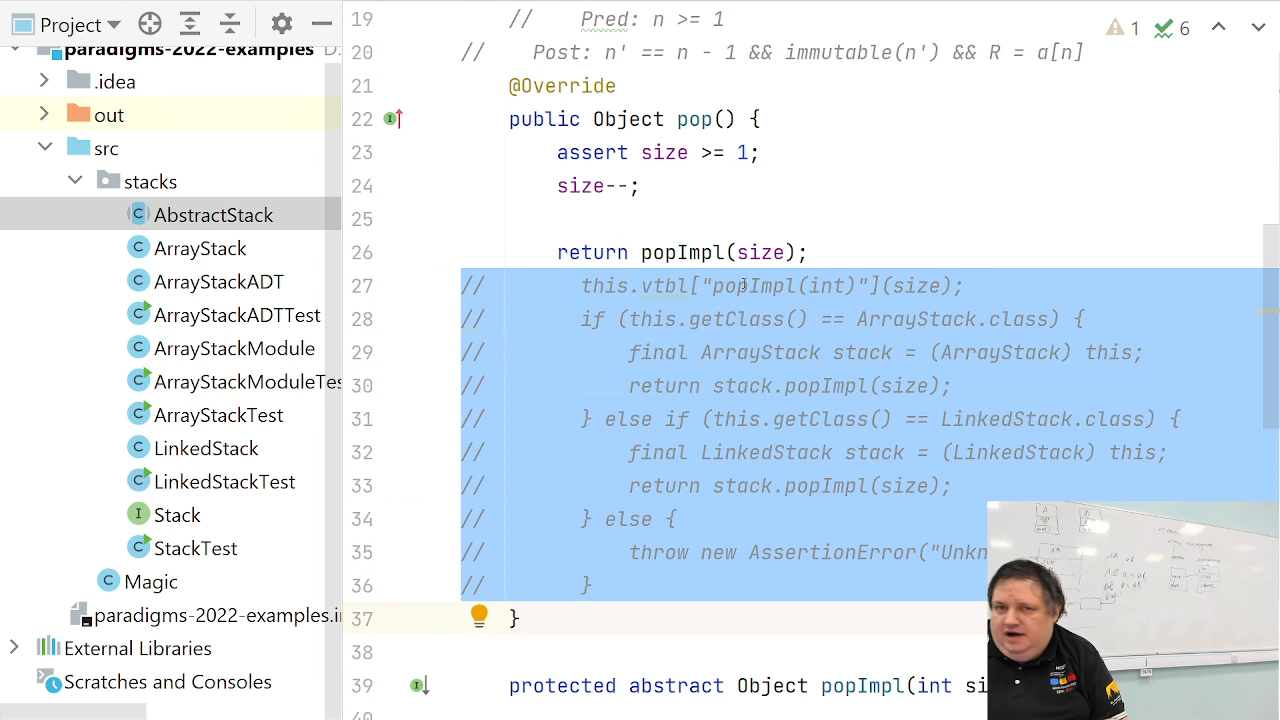 Project
paradigms-2022-examples
.idea
out
src
stacks
AbstractStack
ArrayStack
ArrayStackADT
ArrayStackADTTest
ArrayStackModule
ArrayStackModuleTe
ArrayStackTest
LinkedStack
LinkedStackTest
Stack
StackTest
Magic
paradigms-2022-examples.i
External Libraries
Scratches and Consoles
1 6
19 // Pred: n >= 1
20 // Post: n' == n - 1 && immutable(n') && R = a[n]
21 @Override
22 public Object pop() {
23 assert size >= 1;
24 size--;
25
26 return popImpl(size);
27 // this.vtbl["popImpl(int)"](size);
28 // if (this.getClass() == ArrayStack.class) {
29 // final ArrayStack stack = (ArrayStack) this;
30 // return stack.popImpl(size);
31 // } else if (this.getClass() == LinkedStack.class) {
32 // final LinkedStack stack = (LinkedStack) this;
33 // return stack.popImpl(size);
34 // } else {
35 // throw new AssertionError("Unkn
36 // }
37 }
38
39 protected abstract Object popImpl(int si
40